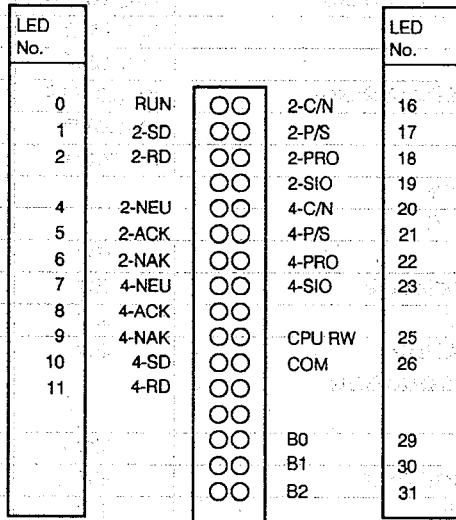 LED No. LED No.
0 RUN 2-C/N 16
1 2-SD 2-P/S 17
2 2-RD 2-PRO 18
2-SIO 19
4 2-NEU 4-C/N 20
5 2-ACK 4-P/S 21
6 2-NAK 4-PRO 22
7 4-NEU 4-SIO 23
8 4-ACK
9 4-NAK CPU RW 25
10 4-SD COM 26
11 4-RD
B0 29
B1 30
B2 31